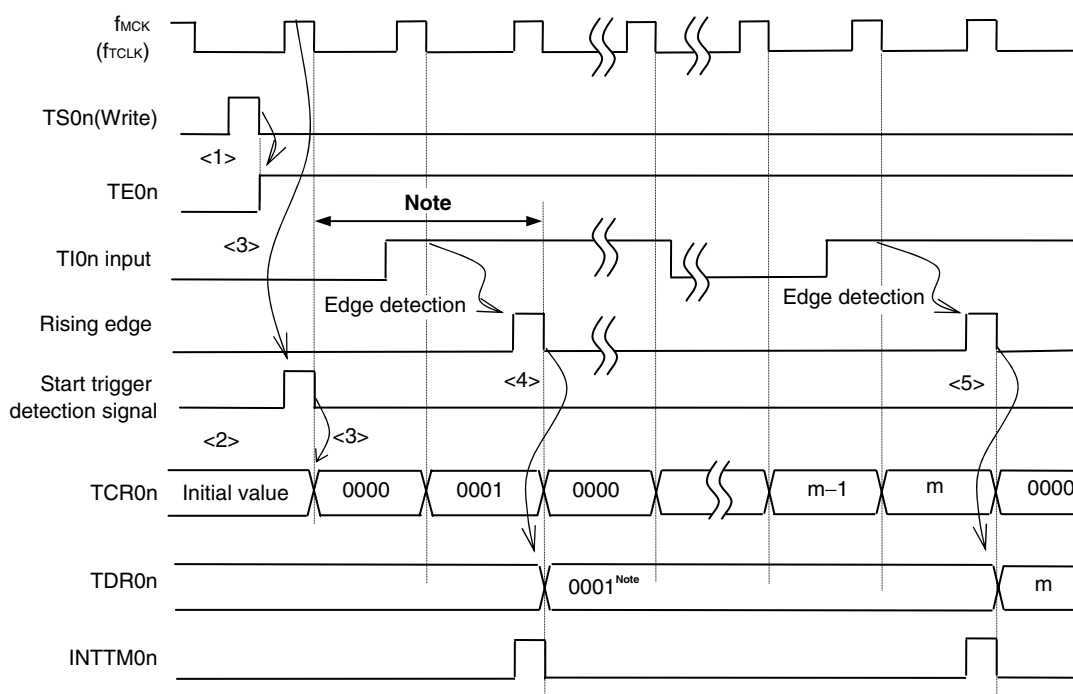 fMCK
(fTCLK)
TS0n(Write)
<1>
TE0n
Note
<3>
TI0n input
Edge detection
Edge detection
Rising edge
<4>
<5>
Start trigger
detection signal
<2>
<3>
TCR0n
Initial value
0000
0001
0000
m−1
m
0000
TDR0n
0001Note
m
INTTM0n